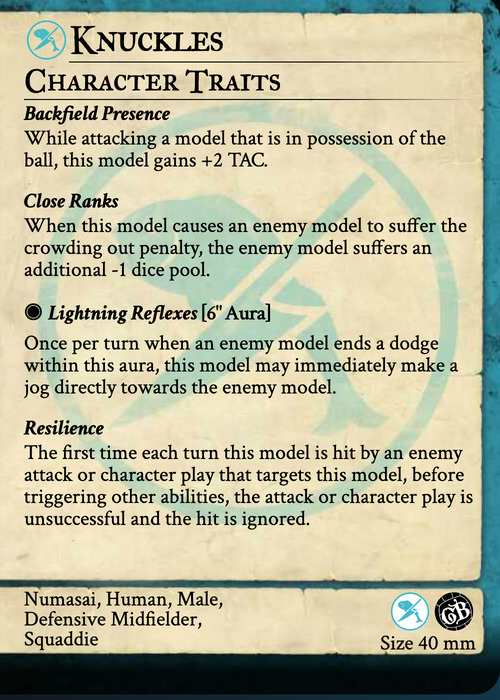 Knuckles
Character Traits
Backfield Presence
While attacking a model that is in possession of the
ball, this model gains +2 TAC.
Close Ranks
When this model causes an enemy model to suffer the
crowding out penalty, the enemy model suffers an
additional -1 dice pool.
Lightning Reflexes [6" Aura]
Once per turn when an enemy model ends a dodge
within this aura, this model may immediately make a
jog directly towards the enemy model.
Resilience
The first time each turn this model is hit by an enemy
attack or character play that targets this model, before
triggering other abilities, the attack or character play is
unsuccessful and the hit is ignored.
Numasai, Human, Male,
Defensive Midfielder,
Squaddie
GB
Size 40 mm